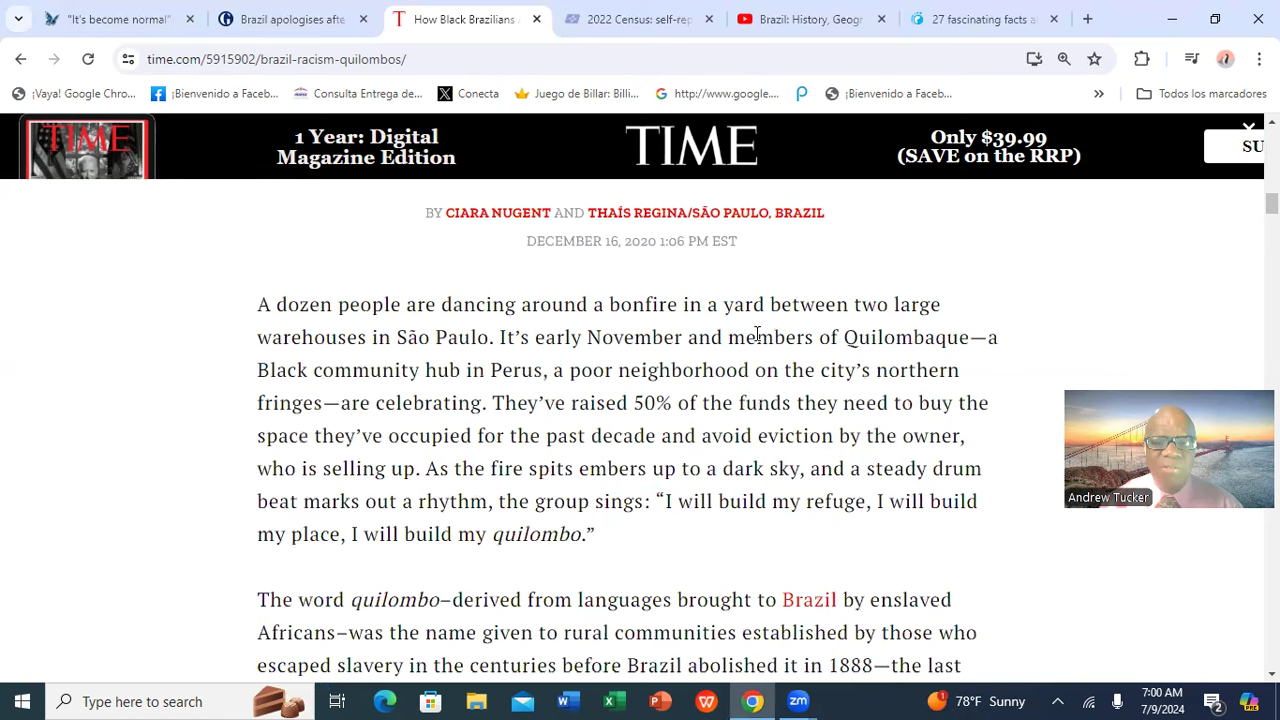 "It's become normal"
Brazil apologises afte
How Black Brazilians
2022 Census: self-rep
Brazil: History, Geogr
27 fascinating facts a
time.com/5915902/brazil-racism-quilombos/
¡Vaya! Google Chro...
¡Bienvenido a Faceb...
Consulta Entrega de...
Conecta
Juego de Billar: Billi...
http://www.google....
¡Bienvenido a Faceb...
Todos los marcadores
TIME
1 Year: Digital
Magazine Edition
TIME
Only $39.99
(SAVE on the RRP)
SU
BY CIARA NUGENT AND THAÍS REGINA/SÃO PAULO, BRAZIL
DECEMBER 16, 2020 1:06 PM EST
A dozen people are dancing around a bonfire in a yard between two large
warehouses in São Paulo. It's early November and members of Quilombaque—a
Black community hub in Perus, a poor neighborhood on the city's northern
fringes—are celebrating. They've raised 50% of the funds they need to buy the
space they've occupied for the past decade and avoid eviction by the owner,
who is selling up. As the fire spits embers up to a dark sky, and a steady drum
beat marks out a rhythm, the group sings: “I will build my refuge, I will build
my place, I will build my quilombo.”
The word quilombo–derived from languages brought to Brazil by enslaved
Africans–was the name given to rural communities established by those who
escaped slavery in the centuries before Brazil abolished it in 1888—the last
Andrew Tucker
Type here to search
78°F Sunny
7:00 AM
7/9/2024
2